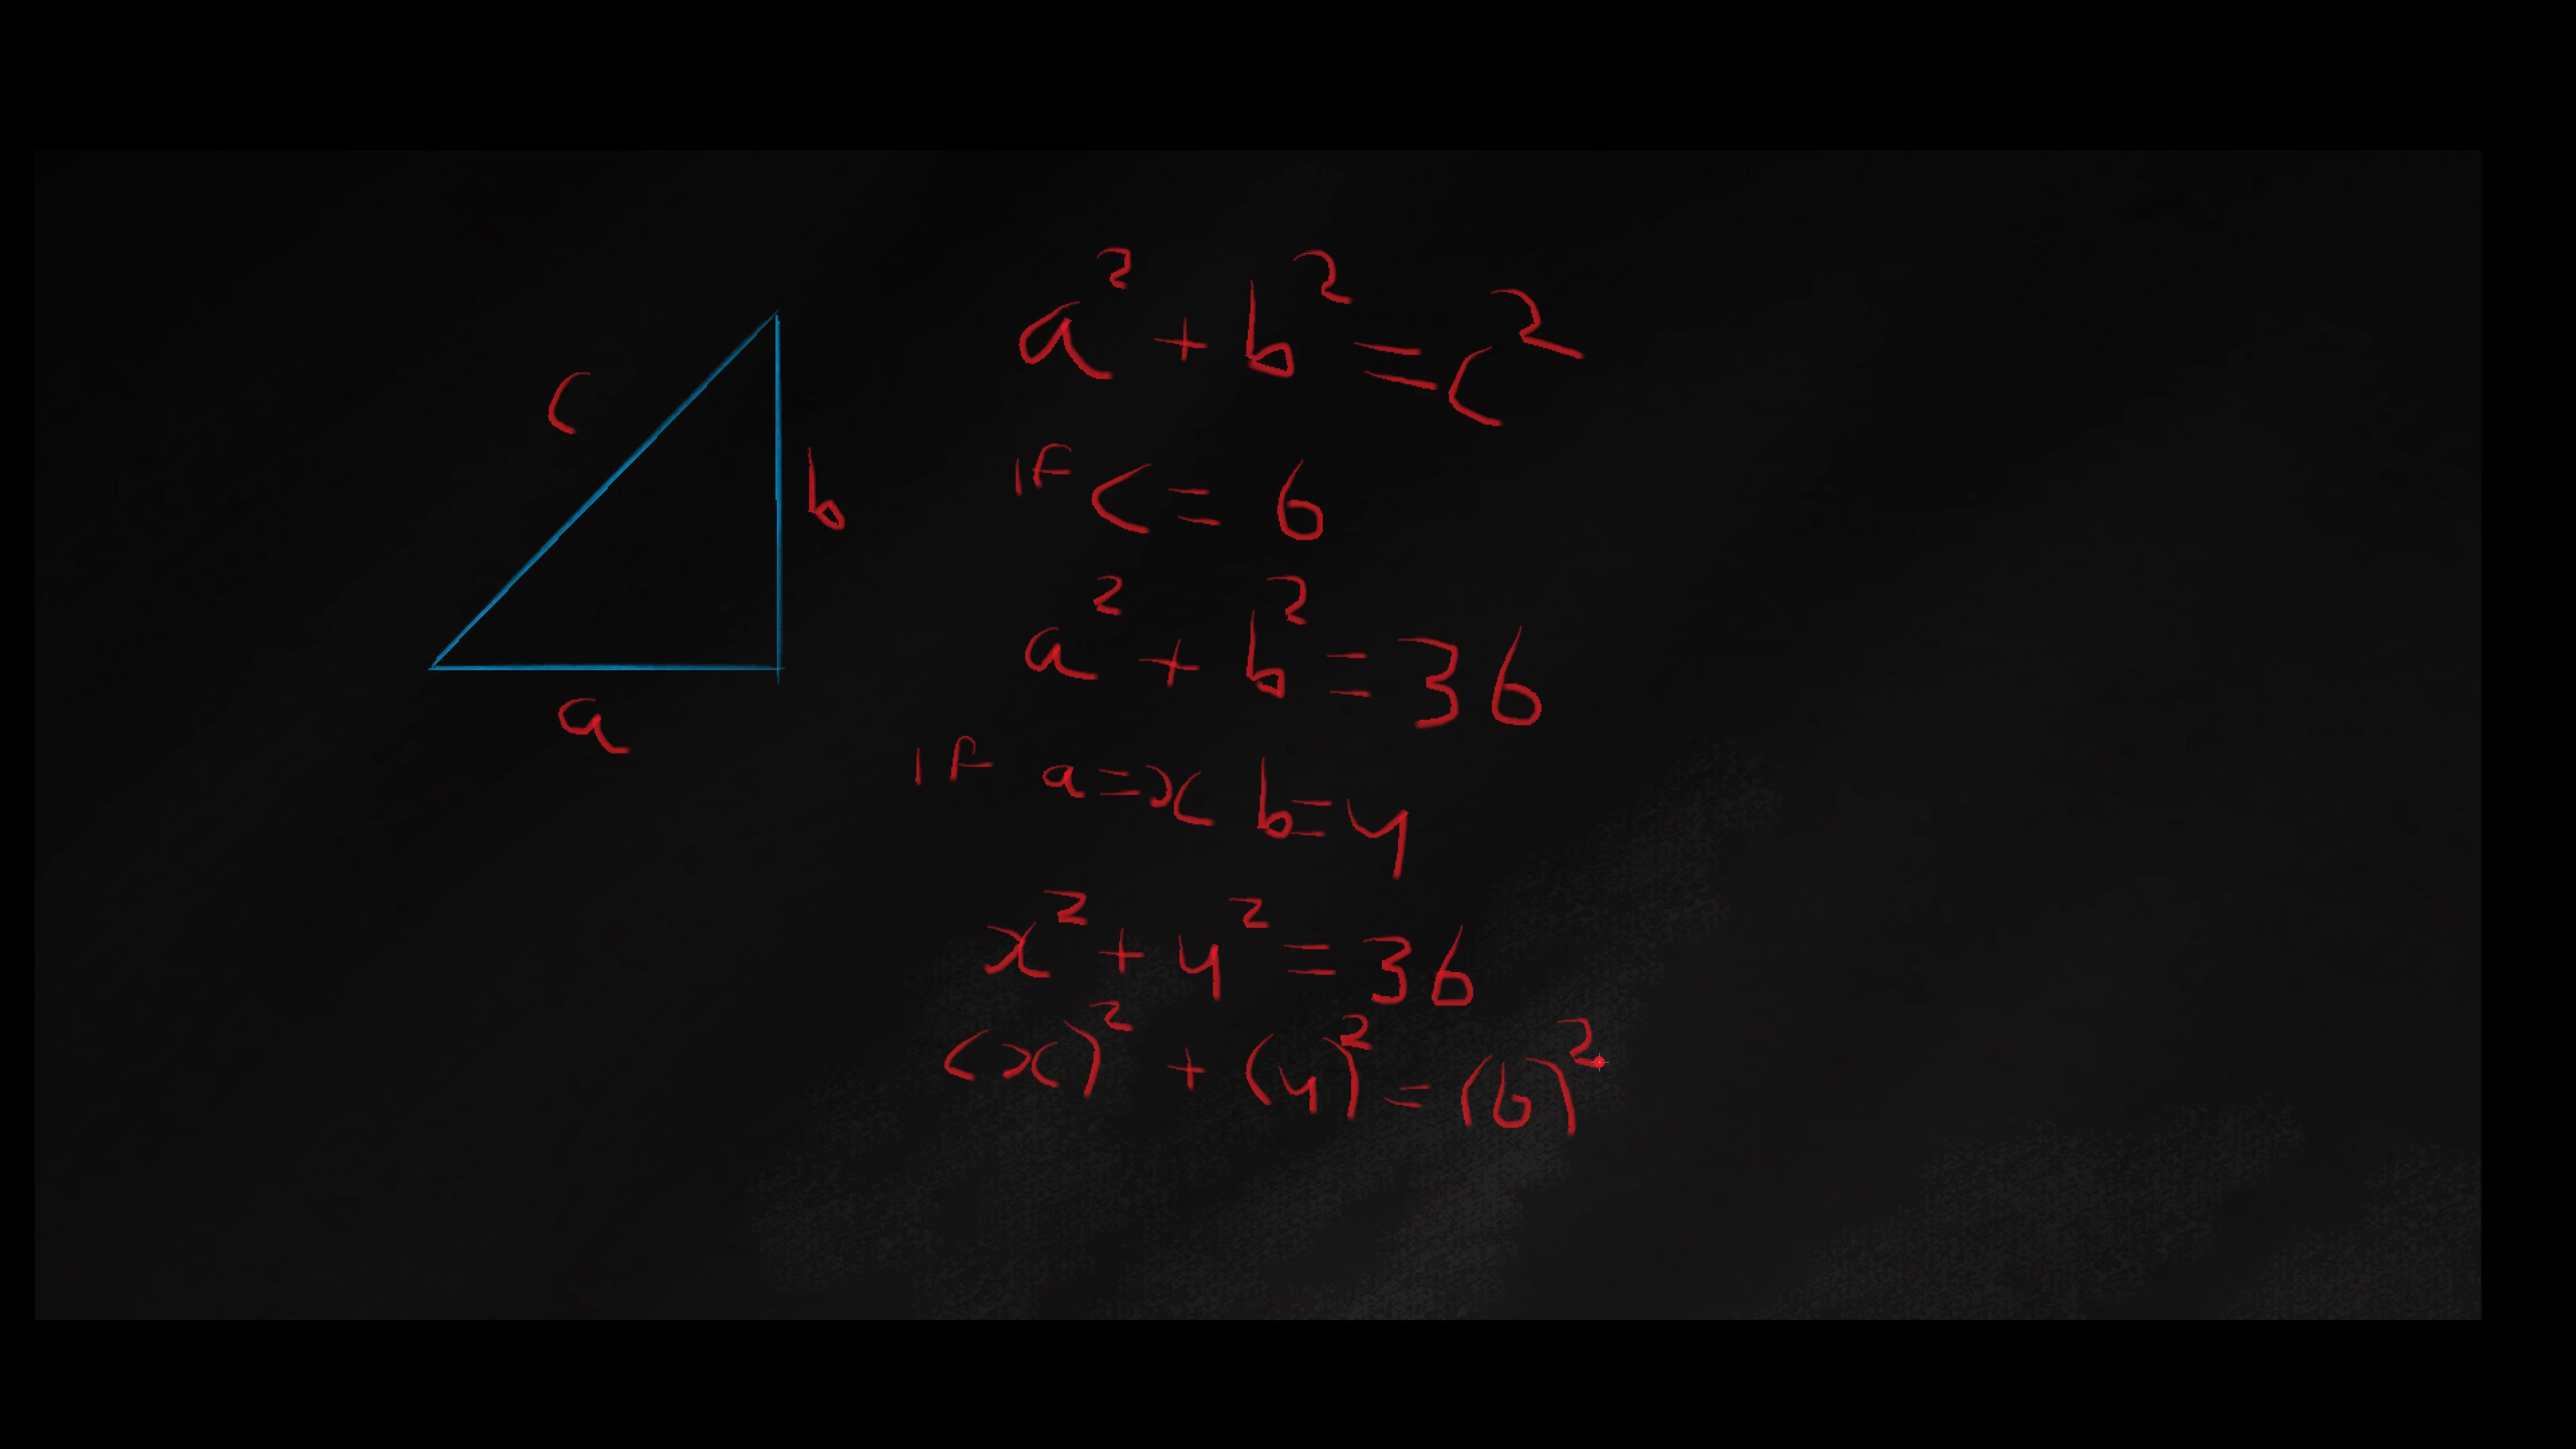 c
b
a
a² + b² = c²
IF c = 6
a² + b² = 36
IF a = x b = y
x² + y² = 36
(x)² + (y)² = (6)²